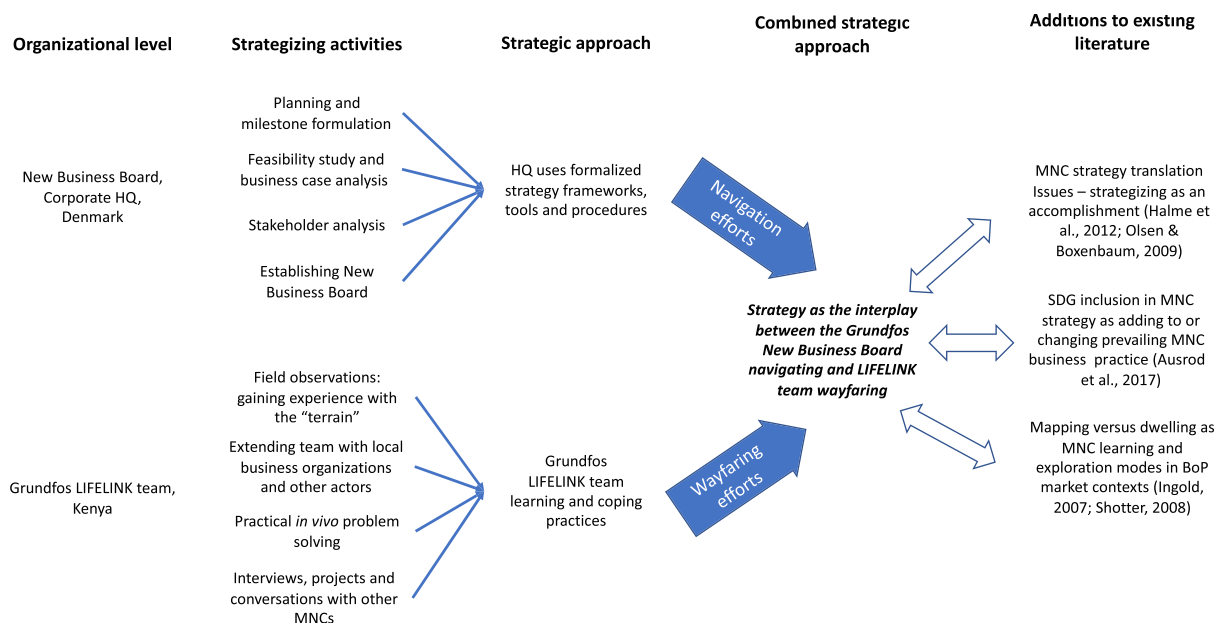 Organizational level
Strategizing activities
Strategic approach
Combined strategic
approach
Additions to existing
literature
New Business Board,
Corporate HQ,
Denmark
Planning and
milestone formulation
Feasibility study and
business case analysis
Stakeholder analysis
Establishing New
Business Board
HQ uses formalized
strategy frameworks,
tools and procedures
Navigation
efforts
Grundfos LIFELINK team,
Kenya
Field observations:
gaining experience with
the “terrain”
Extending team with local
business organizations
and other actors
Practical in vivo problem
solving
Interviews, projects and
conversations with other
MNCs
Grundfos
LIFELINK team
learning and coping
practices
Wayfaring
efforts
Strategy as the interplay
between the Grundfos
New Business Board
navigating and LIFELINK
team wayfaring
MNC strategy translation
Issues – strategizing as an
accomplishment (Halme et
al., 2012; Olsen &
Boxenbaum, 2009)
SDG inclusion in MNC
strategy as adding to or
changing prevailing MNC
business practice (Ausrod
et al., 2017)
Mapping versus dwelling as
MNC learning and
exploration modes in BoP
market contexts (Ingold,
2007; Shotter, 2008)